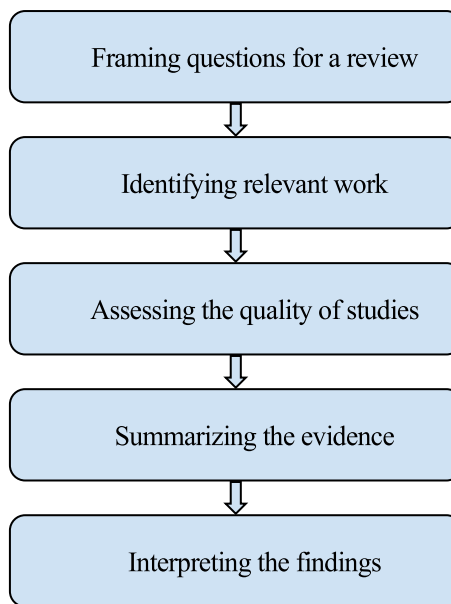 Framing questions for a review
Identifying relevant work
Assessing the quality of studies
Summarizing the evidence
Interpreting the findings